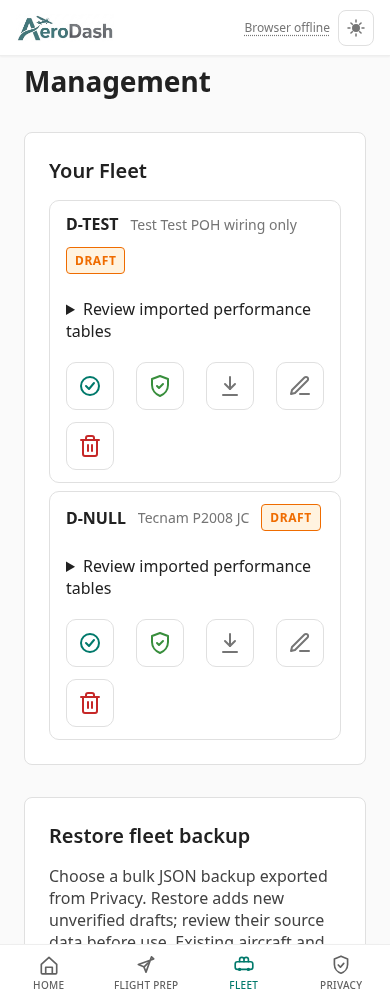 AeroDash
Browser offline
Management
Your Fleet
D-TEST Test Test POH wiring only
DRAFT
Review imported performance
tables
D-NULL Tecnam P2008 JC DRAFT
Review imported performance
tables
Restore fleet backup
Choose a bulk JSON backup exported
from Privacy. Restore adds new
unverified drafts; review their source
data before use. Existing aircraft and
HOME FLIGHT PREP FLEET PRIVACY